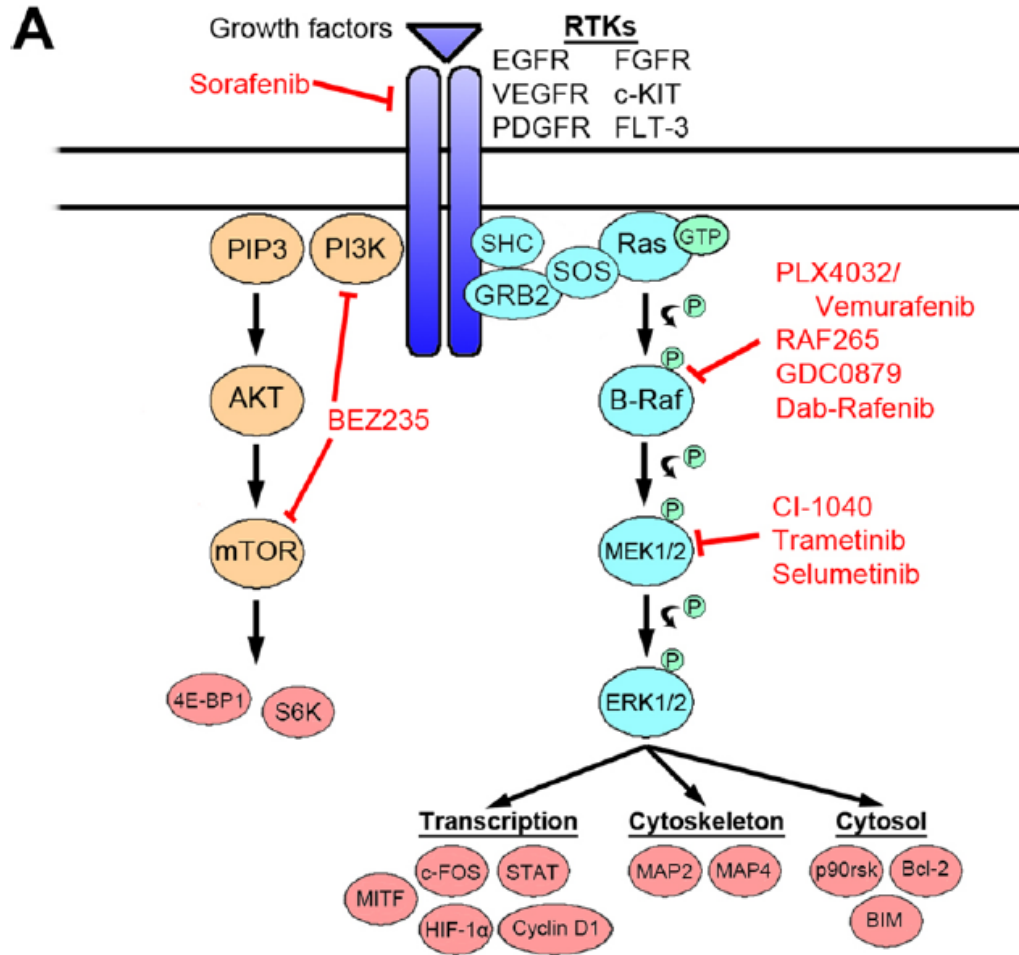 A
Growth factors
RTKs
EGFR FGFR
VEGFR c-KIT
PDGFR FLT-3
Sorafenib
PIP3
PI3K
SHC
GRB2
SOS
Ras
GTP
P
PLX4032/
Vemurafenib
RAF265
GDC0879
Dab-Rafenib
P
B-Raf
AKT
BEZ235
P
P
MEK1/2
CI-1040
Trametinib
Selumetinib
mTOR
P
P
ERK1/2
4E-BP1
S6K
Transcription
c-FOS
STAT
MITF
HIF-1α
Cyclin D1
Cytoskeleton
MAP2
MAP4
Cytosol
p90rsk
Bcl-2
BIM